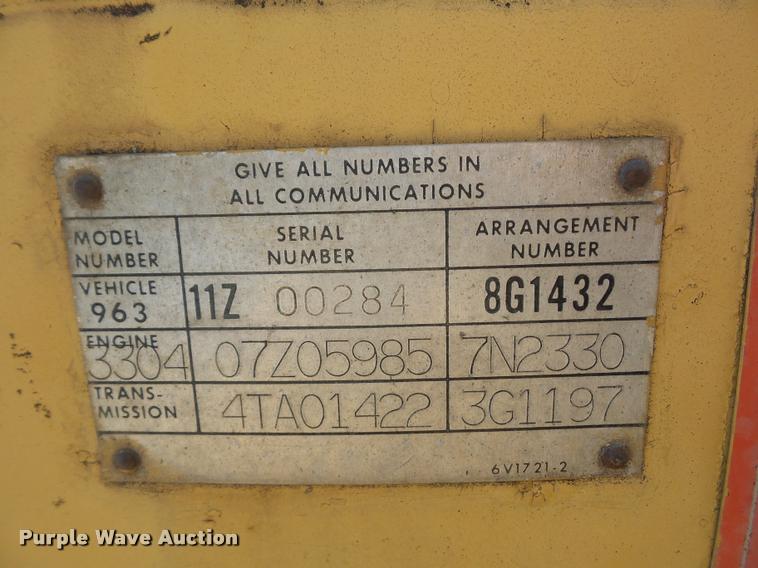 GIVE ALL NUMBERS IN
ALL COMMUNICATIONS
MODEL NUMBER SERIAL NUMBER ARRANGEMENT NUMBER
VEHICLE 963 11Z 00284 8G1432
ENGINE 3304 07Z05985 7N2330
TRANS-MISSION 4TA01422 3G1197
6V1721-2
Purple Wave Auction